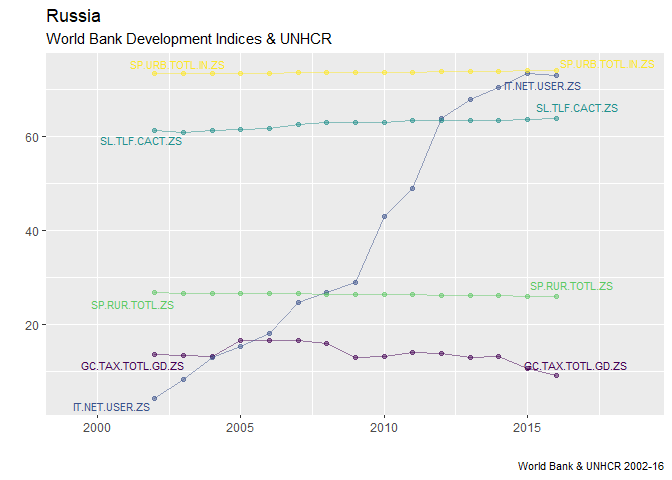 Russia
World Bank Development Indices & UNHCR
SP.URB.TOTL.IN.ZS
SP.URB.TOTL.IN.ZS
IT.NET.USER.ZS
SL.TLF.CACT.ZS
60
SL.TLF.CACT.ZS
40
SP.RUR.TOTL.ZS
SP.RUR.TOTL.ZS
20
GC.TAX.TOTL.GD.ZS
GC.TAX.TOTL.GD.ZS
IT.NET.USER.ZS
2000
2005
2010
2015
World Bank & UNHCR 2002-16